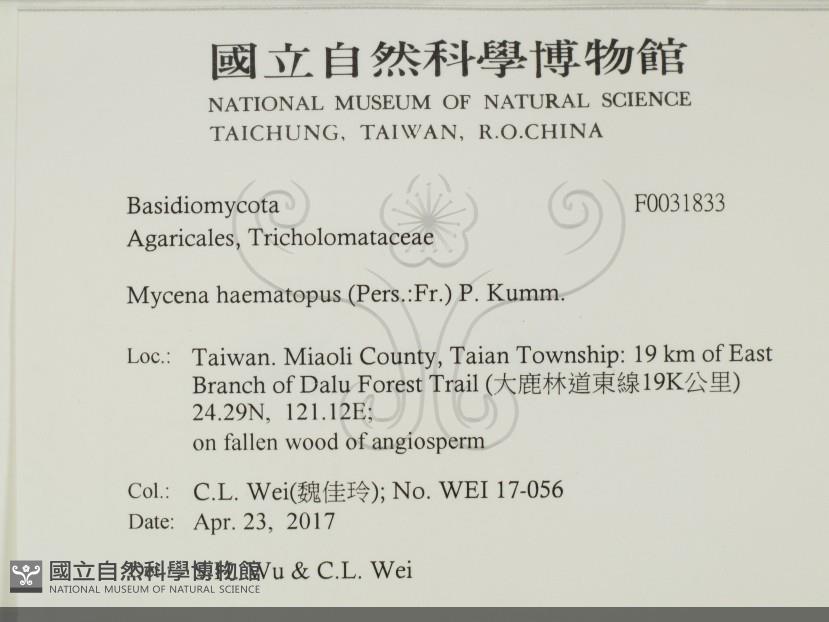 國立自然科學博物館
NATIONAL MUSEUM OF NATURAL SCIENCE
TAICHUNG, TAIWAN, R.O.CHINA
Basidiomycota F0031833
Agaricales, Tricholomataceae
Mycena haematopus (Pers.:Fr.) P. Kumm.
Loc.: Taiwan. Miaoli County, Taian Township: 19 km of East
Branch of Dalu Forest Trail (大鹿林道東線19K公里)
24.29N, 121.12E;
on fallen wood of angiosperm
Col.: C.L. Wei(魏佳玲); No. WEI 17-056
Date: Apr. 23, 2017
Wu & C.L. Wei
國立自然科學博物館
NATIONAL MUSEUM OF NATURAL SCIENCE